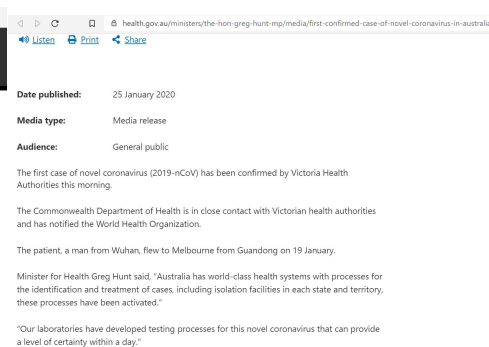 health.gov.au/ministers/the-hon-greg-hunt-mp/media/first-confirmed-case-of-novel-coronavirus-in-australia
Listen Print Share
Date published: 25 January 2020
Media type: Media release
Audience: General public
The first case of novel coronavirus (2019-nCoV) has been confirmed by Victoria Health
Authorities this morning.
The Commonwealth Department of Health is in close contact with Victorian health authorities
and has notified the World Health Organization.
The patient, a man from Wuhan, flew to Melbourne from Guandong on 19 January.
Minister for Health Greg Hunt said, “Australia has world-class health systems with processes for
the identification and treatment of cases, including isolation facilities in each state and territory,
these processes have been activated.”
“Our laboratories have developed testing processes for this novel coronavirus that can provide
a level of certainty within a day.”